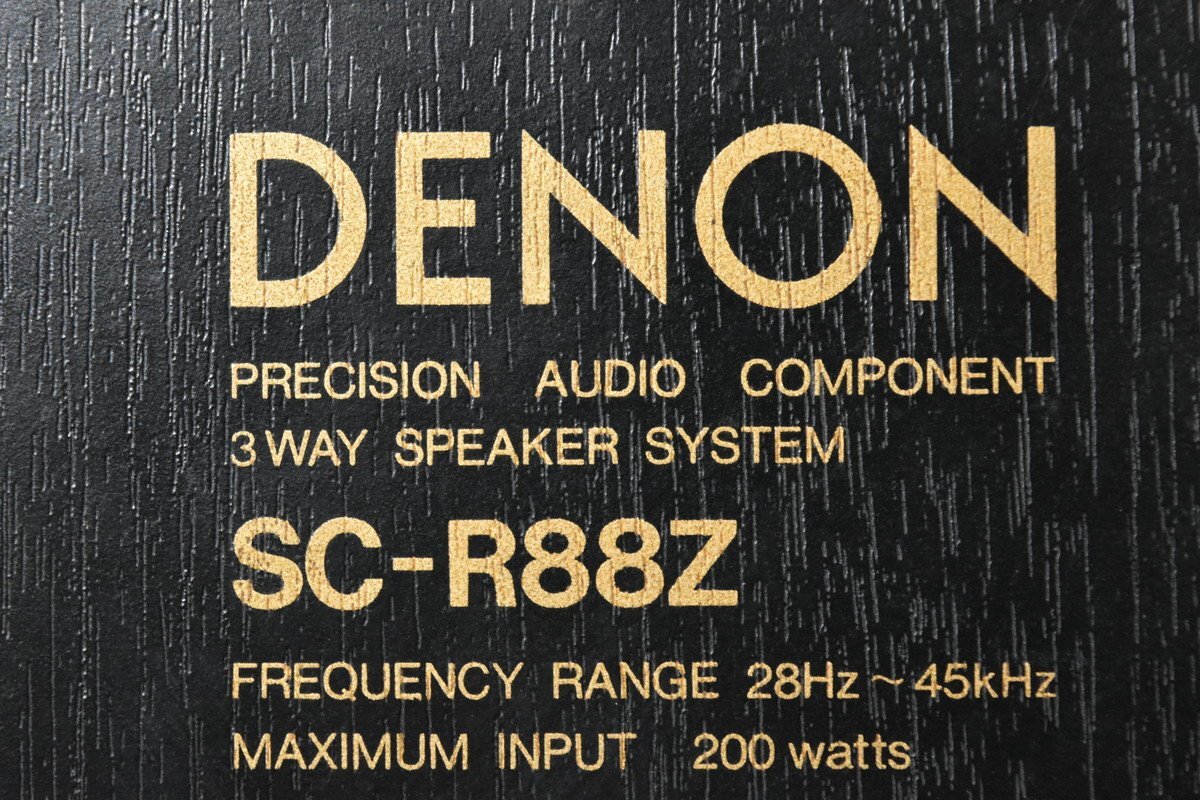 DENON
PRECISION AUDIO COMPONENT
3 WAY SPEAKER SYSTEM
SC-R88Z
FREQUENCY RANGE 28Hz ~ 45kHz
MAXIMUM INPUT 200 watts